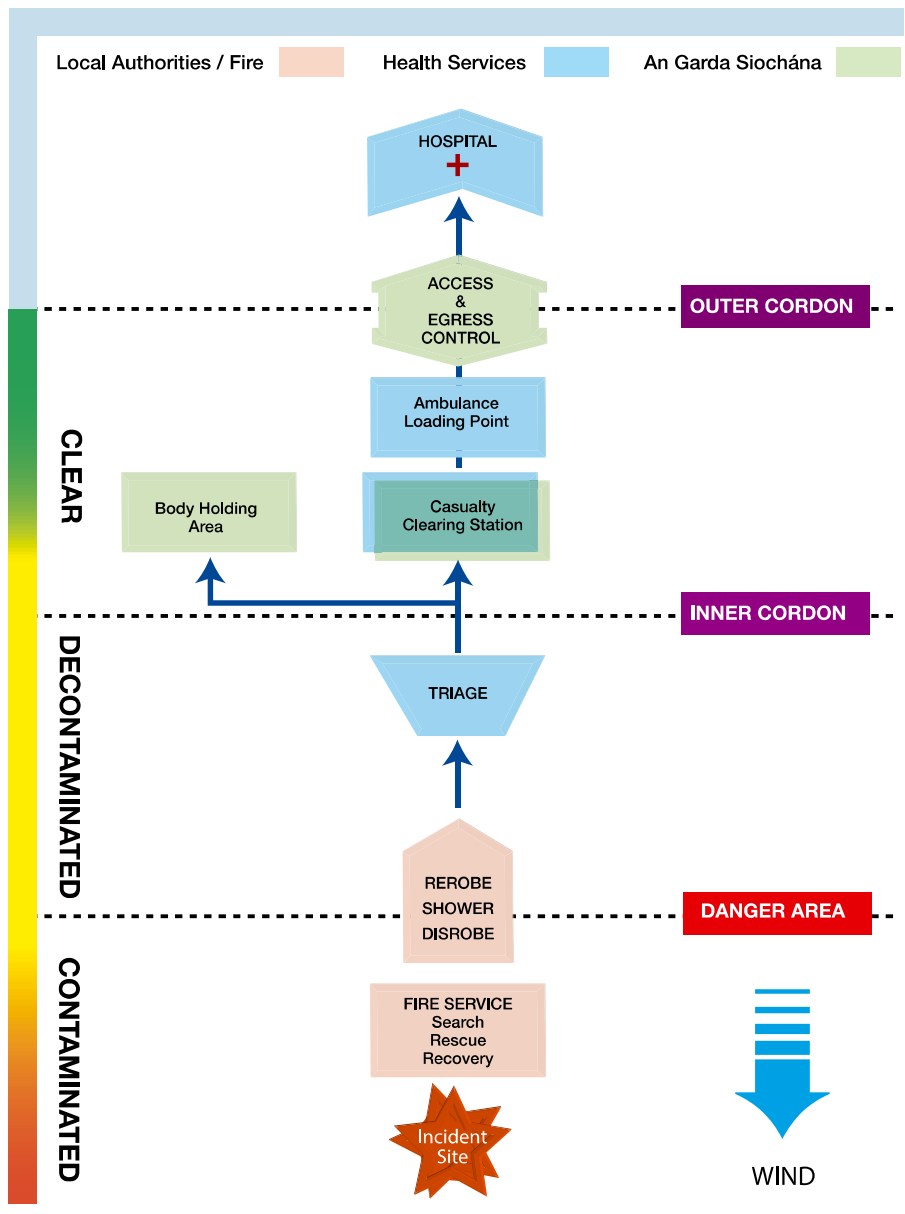 Local Authorities / Fire
Health Services
An Garda Siochána
HOSPITAL
ACCESS
&
EGRESS
CONTROL
OUTER CORDON
Ambulance
Loading Point
CLEAR
Body Holding
Area
Casualty
Clearing Station
INNER CORDON
DECONTAMINATED
TRIAGE
REROBE
SHOWER
DISROBE
DANGER AREA
CONTAMINATED
FIRE SERVICE
Search
Rescue
Recovery
Incident
Site
WIND